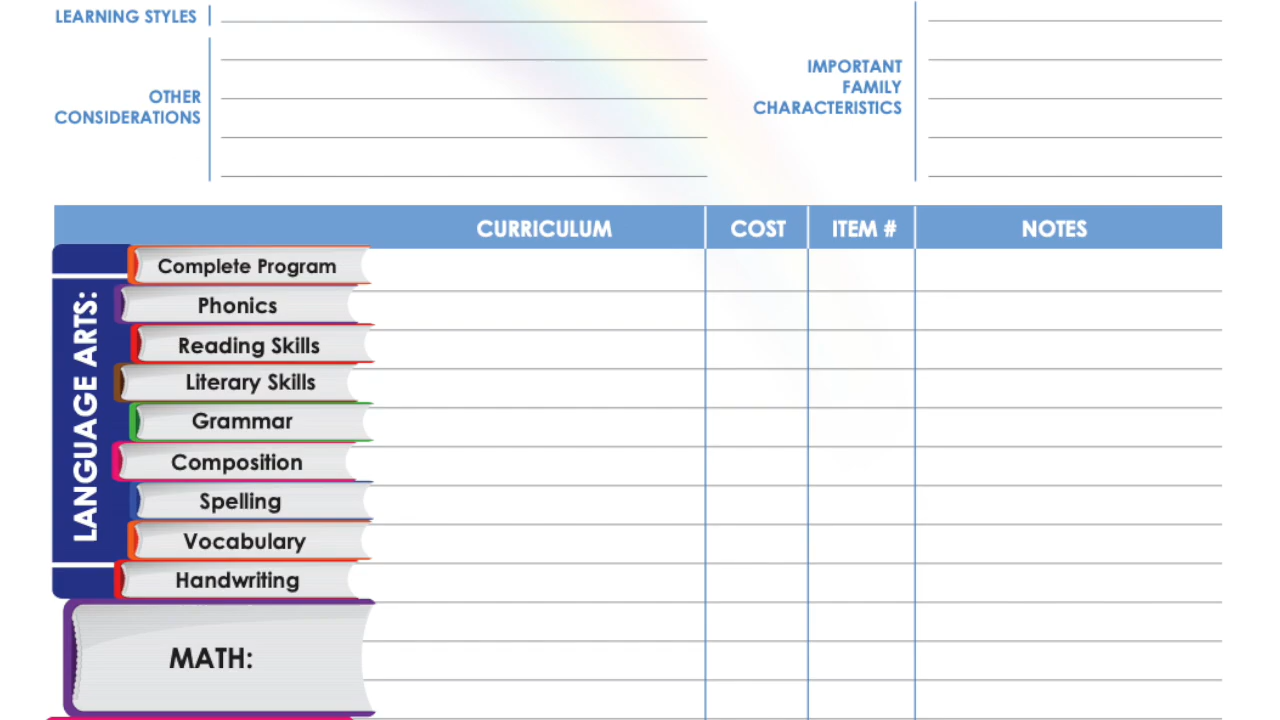 LEARNING STYLES
OTHER
CONSIDERATIONS
IMPORTANT
FAMILY
CHARACTERISTICS
CURRICULUM COST ITEM # NOTES
LANGUAGE ARTS:
Complete Program
Phonics
Reading Skills
Literary Skills
Grammar
Composition
Spelling
Vocabulary
Handwriting
MATH: